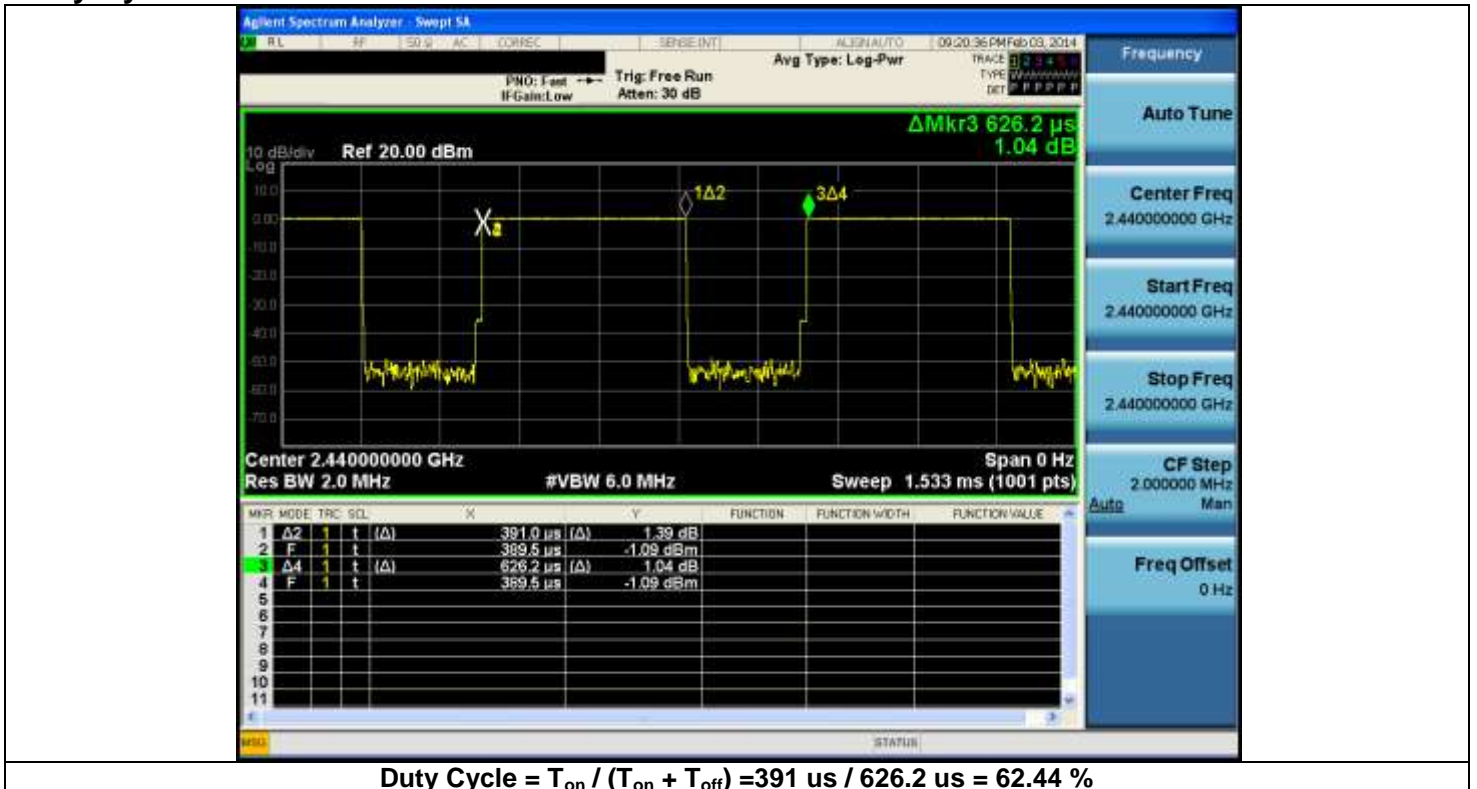 Agilent Spectrum Analyzer - Swept SA
RL RF 50 Ω AC CORREC SENSE:INT ALIGN AUTO 09:20:36 PM Feb 03, 2014
Frequency
Avg Type: Log-Pwr
TRACE 1 2 3 4 5 6
PNO: Fast Trig: Free Run
TYPE
IFGain:Low Atten: 30 dB
DET P P P P P P
Auto Tune
ΔMkr3 626.2 µs
1.04 dB
10 dB/div Ref 20.00 dBm
Log
10.0
0.00
-10.0
-20.0
-30.0
-40.0
-50.0
-60.0
-70.0
1Δ2
3Δ4
Center Freq
2.440000000 GHz
Start Freq
2.440000000 GHz
Stop Freq
2.440000000 GHz
Center 2.440000000 GHz Span 0 Hz
Res BW 2.0 MHz #VBW 6.0 MHz Sweep 1.533 ms (1001 pts)
CF Step
2.000000 MHz
Auto Man
MKR MODE TRC SCL X Y FUNCTION FUNCTION WIDTH FUNCTION VALUE
1 Δ2 1 t (Δ) 391.0 µs (Δ) 1.39 dB
2 F 1 t 389.5 µs -1.09 dBm
3 Δ4 1 t (Δ) 626.2 µs (Δ) 1.04 dB
4 F 1 t 389.5 µs -1.09 dBm
5
6
7
8
9
10
11
Freq Offset
0 Hz
MSG STATUS
Duty Cycle = Ton / (Ton + Toff) =391 us / 626.2 us = 62.44 %